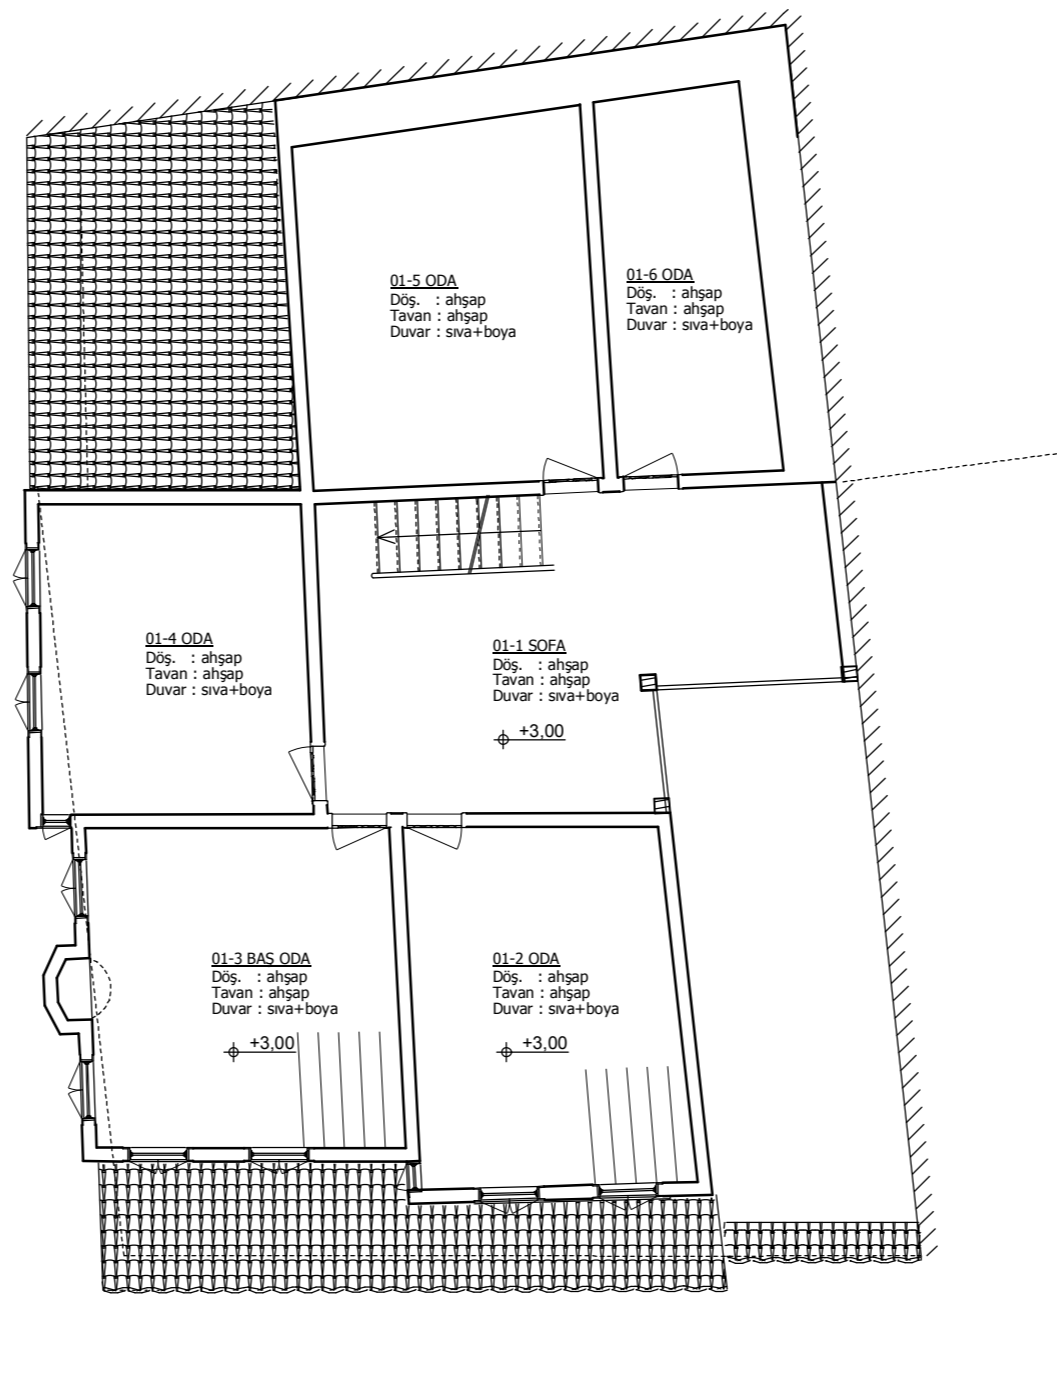 01-5 ODA
Döş. : ahşap
Tavan : ahşap
Duvar : sıva+boya
01-6 ODA
Döş. : ahşap
Tavan : ahşap
Duvar : sıva+boya
01-4 ODA
Döş. : ahşap
Tavan : ahşap
Duvar : sıva+boya
01-1 SOFA
Döş. : ahşap
Tavan : ahşap
Duvar : sıva+boya
+3,00
01-3 BAS ODA
Döş. : ahşap
Tavan : ahşap
Duvar : sıva+boya
+3,00
01-2 ODA
Döş. : ahşap
Tavan : ahşap
Duvar : sıva+boya
+3,00